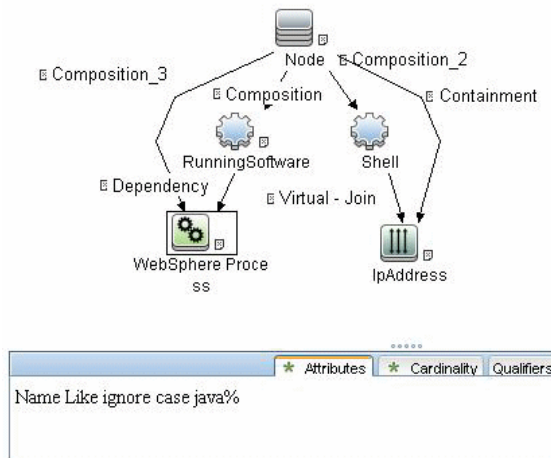 Node
Composition_3
Composition_2
Composition
Containment
RunningSoftware
Shell
Dependency
Virtual - Join
WebSphere Proce
ss
IpAddress
Attributes
Cardinality
Qualifiers
Name Like ignore case java%